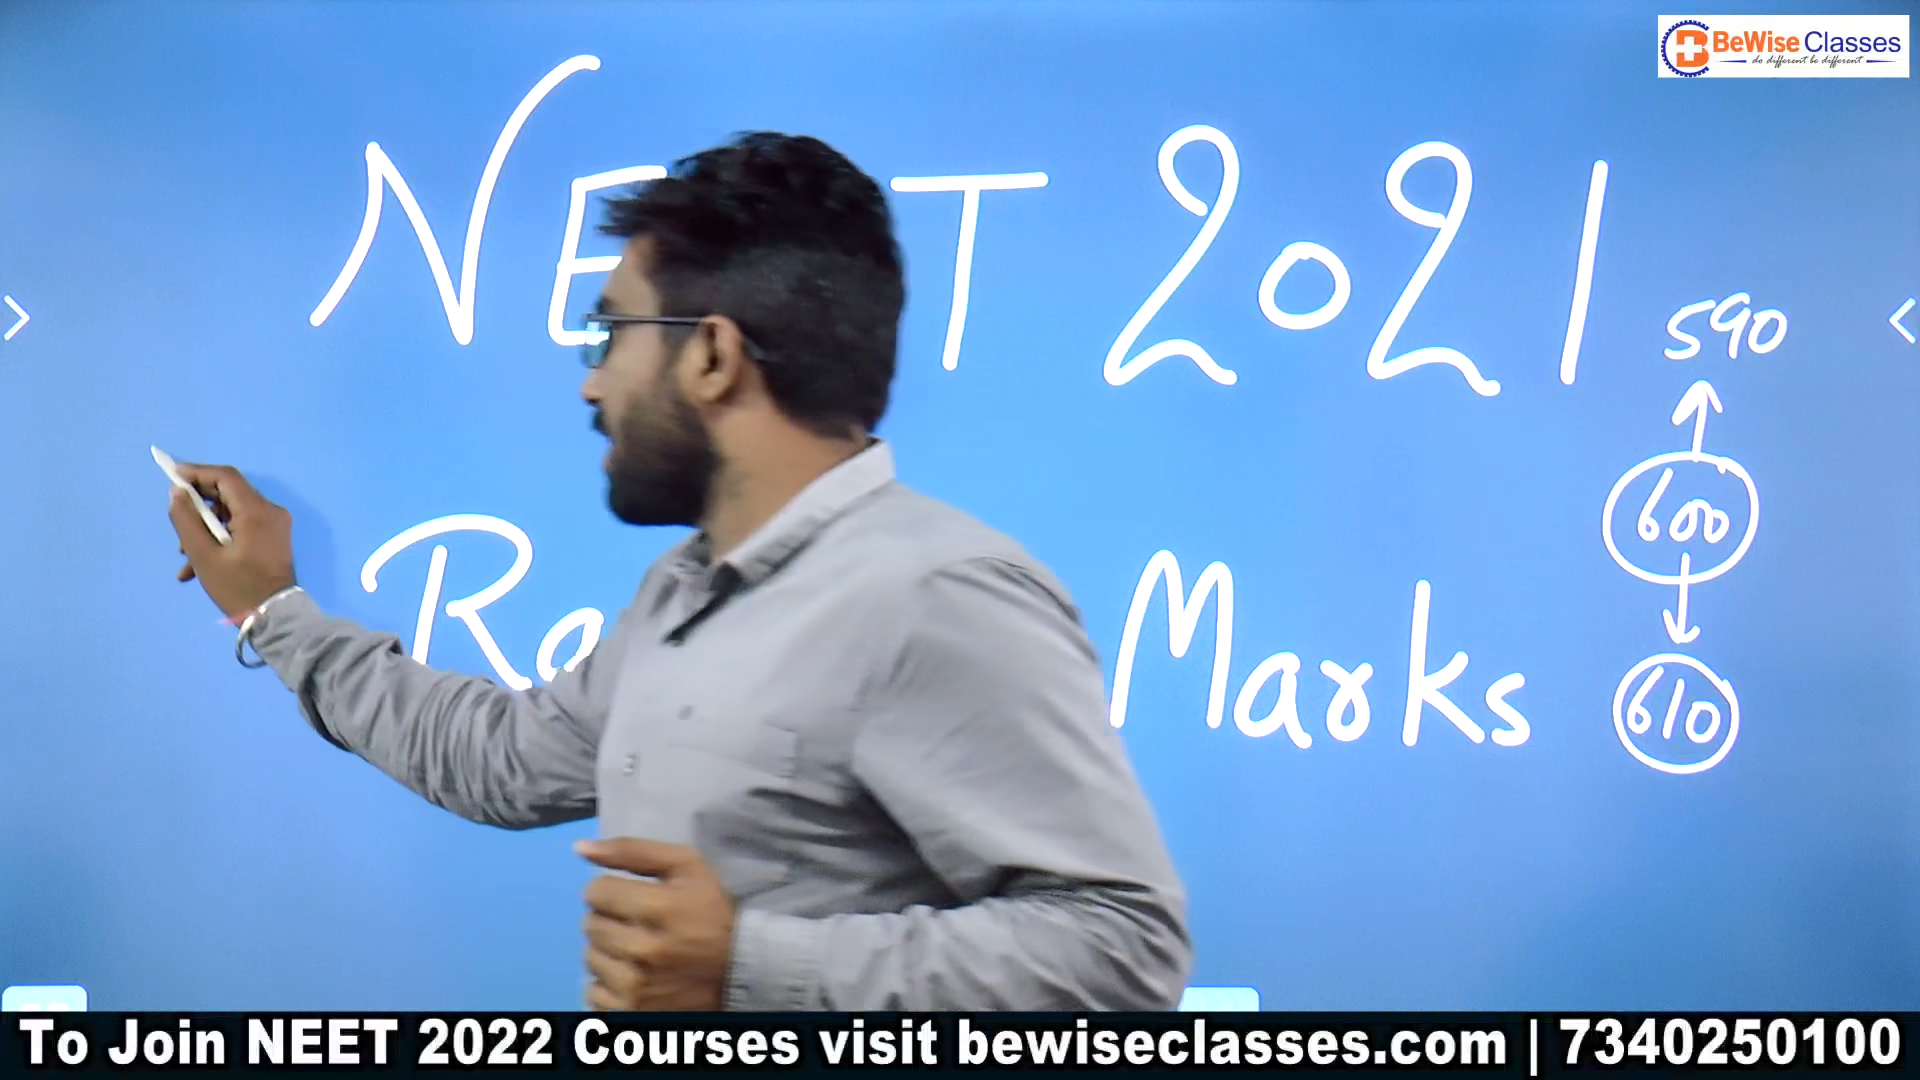 BeWise Classes
do different be different
NEET 2021
590
600
Marks
610
To Join NEET 2022 Courses visit bewiseclasses.com | 7340250100